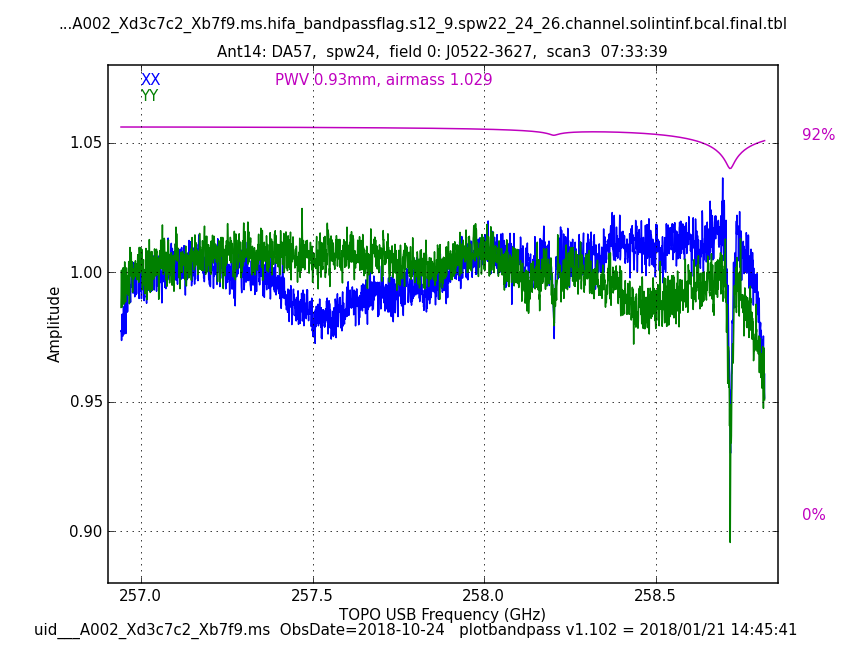 ...A002_Xd3c7c2_Xb7f9.ms.hifa_bandpassflag.s12_9.spw22_24_26.channel.solintinf.bcal.final.tbl
Ant14: DA57,  spw24,  field 0: J0522-3627,  scan3  07:33:39
XX
PWV 0.93mm, airmass 1.029
YY
92%
1.05
1.00
0.95
0.90
Amplitude
0%
257.0 257.5 258.0 258.5
TOPO USB Frequency (GHz)
uid___A002_Xd3c7c2_Xb7f9.ms  ObsDate=2018-10-24   plotbandpass v1.102 = 2018/01/21 14:45:41